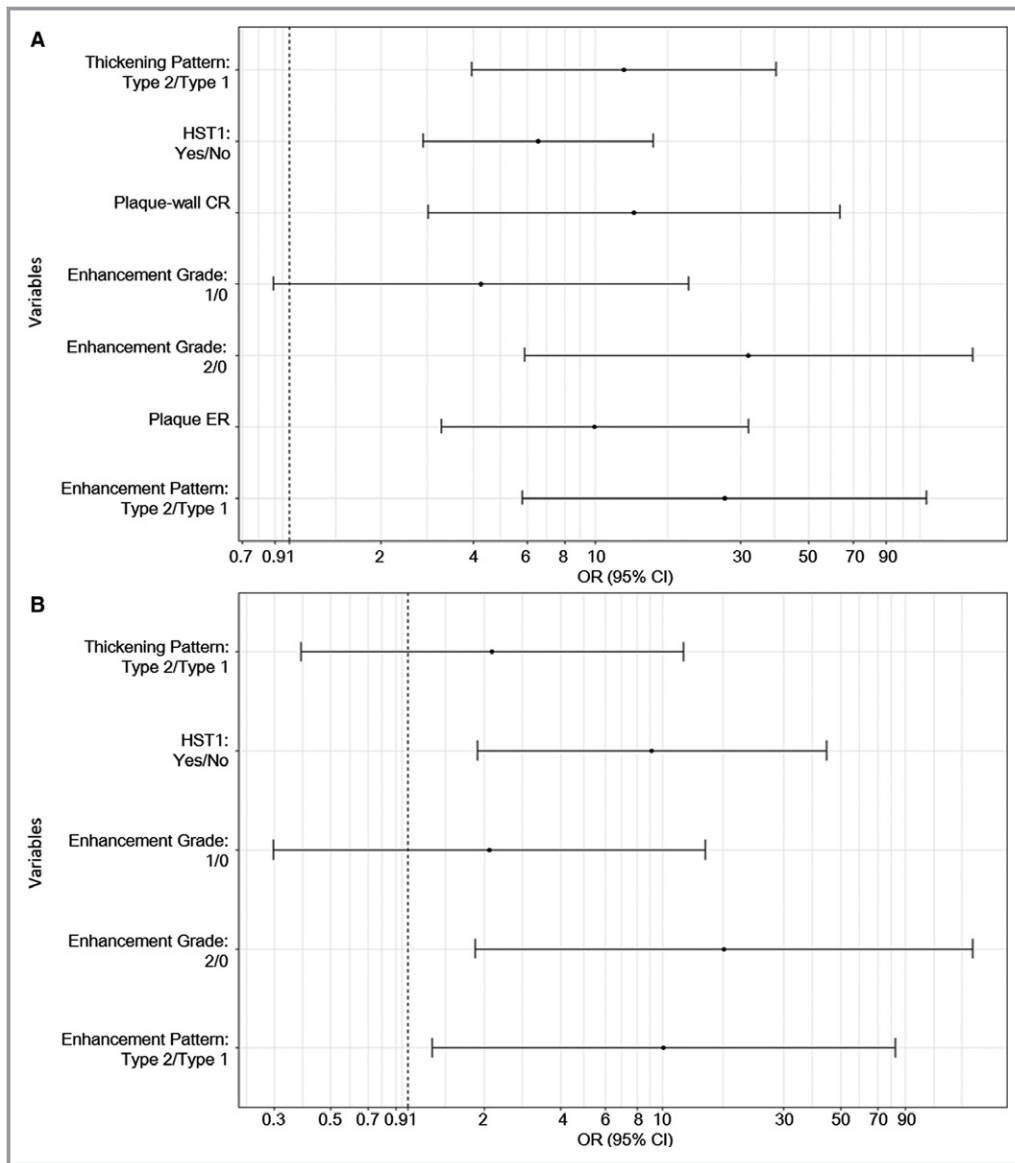 A
Thickening Pattern:
Type 2/Type 1
HST1:
Yes/No
Plaque-wall CR
Enhancement Grade:
1/0
Enhancement Grade:
2/0
Plaque ER
Enhancement Pattern:
Type 2/Type 1
Variables
0.7 0.91 2 4 6 8 10 30 50 70 90
OR (95% CI)
B
Thickening Pattern:
Type 2/Type 1
HST1:
Yes/No
Enhancement Grade:
1/0
Enhancement Grade:
2/0
Enhancement Pattern:
Type 2/Type 1
Variables
0.3 0.5 0.7 0.91 2 4 6 8 10 30 50 70 90
OR (95% CI)